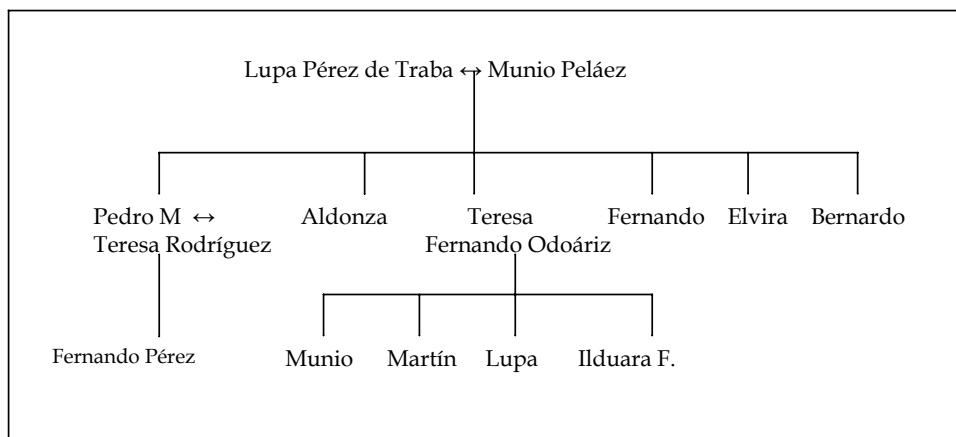 Lupa Pérez de Traba ↔ Munio Peláez
Pedro M ↔ Aldonza Teresa Fernando Elvira Bernardo
Teresa Rodríguez Fernando Odoáriz
Fernando Pérez Munio Martín Lupa Ilduara F.